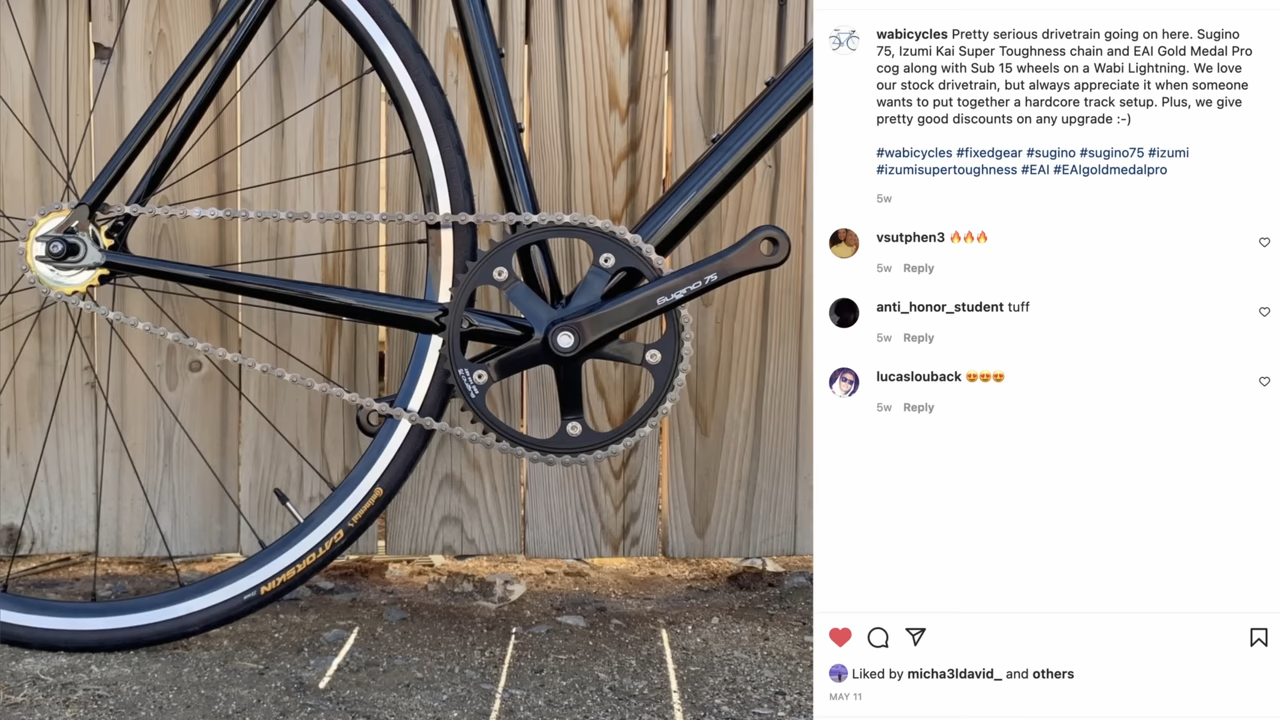 wabicycles Pretty serious drivetrain going on here. Sugino
75, Izumi Kai Super Toughness chain and EAI Gold Medal Pro
cog along with Sub 15 wheels on a Wabi Lightning. We love
our stock drivetrain, but always appreciate it when someone
wants to put together a hardcore track setup. Plus, we give
pretty good discounts on any upgrade :-)
#wabicycles #fixedgear #sugino #sugino75 #izumi
#izumisupertoughness #EAI #EAIgoldmedalpro
5w
vsutphen3 🔥🔥🔥
5w Reply
anti_honor_student tuff
5w Reply
lucaslouback 😍😍😍
5w Reply
Liked by micha3ldavid_ and others
MAY 11
SUGINO 75
Continental
GATORSKIN